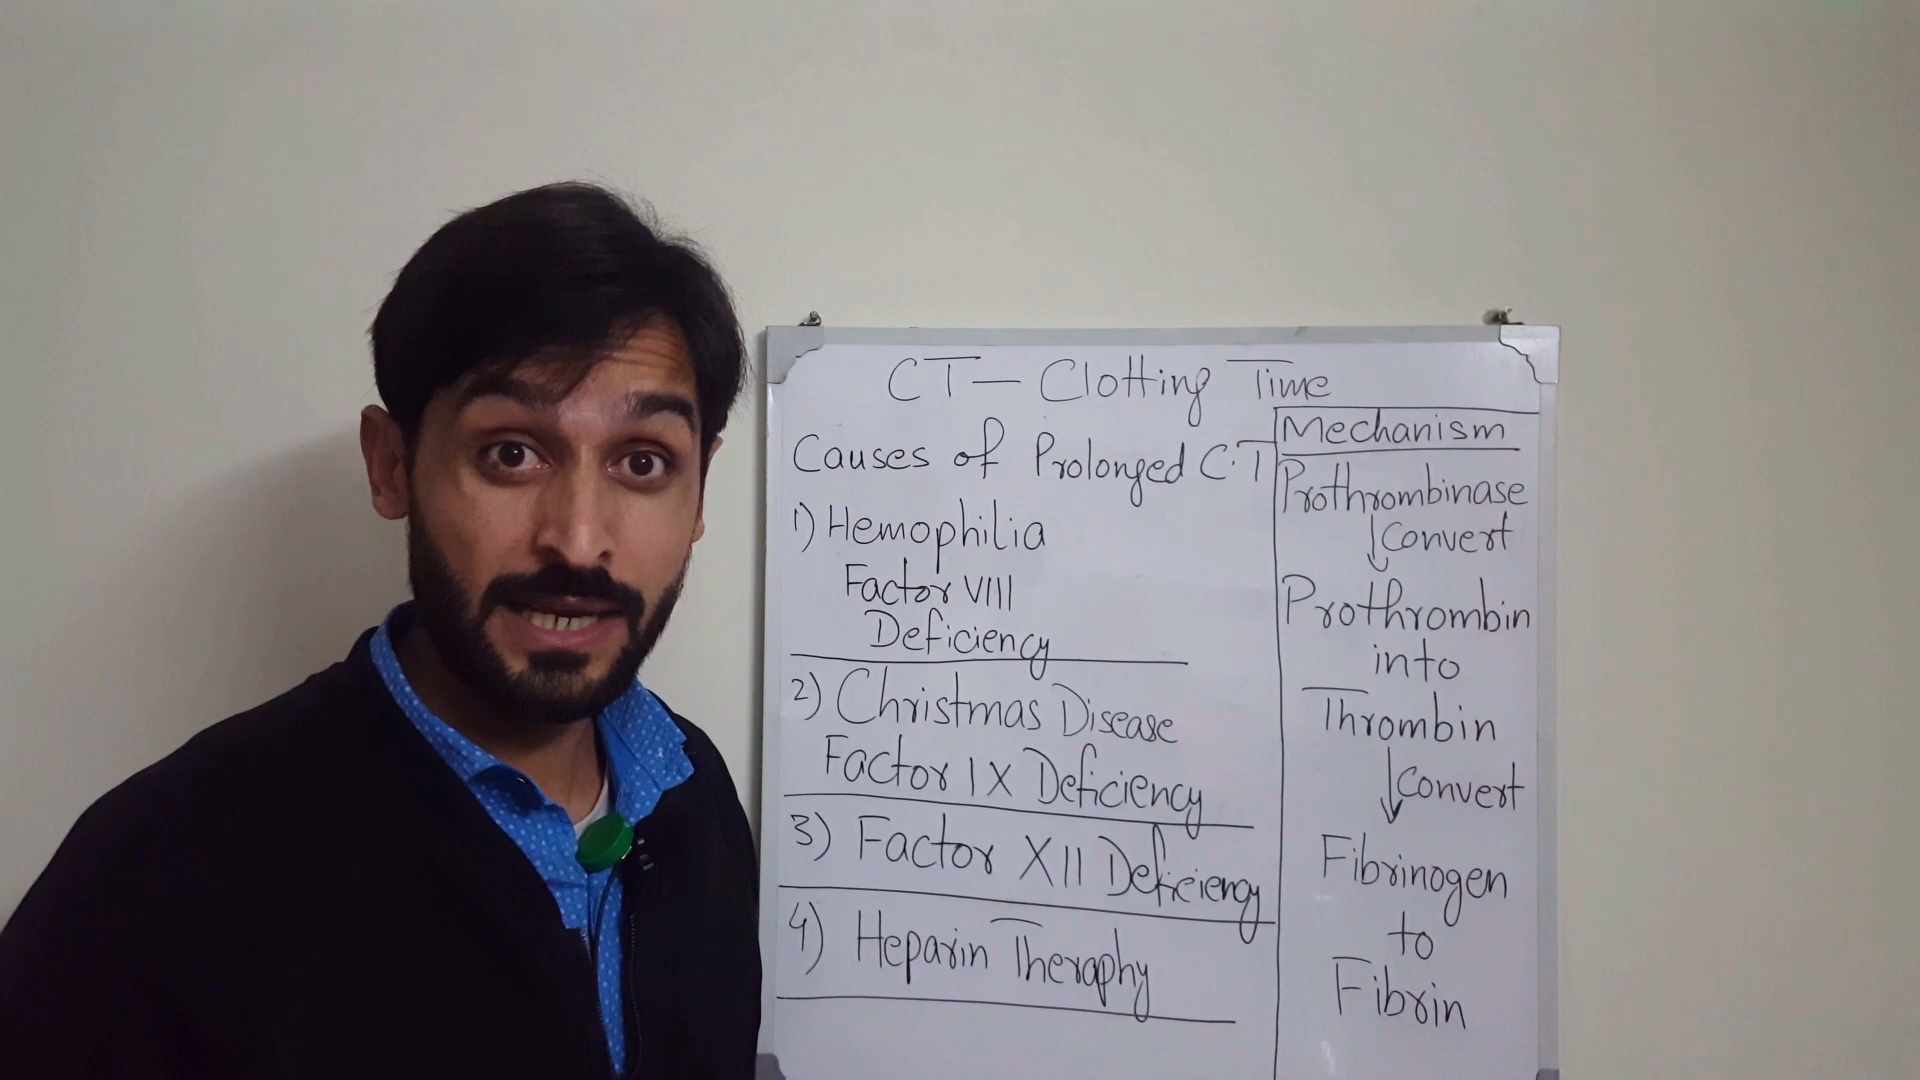 CT – Clotting Time
Causes of Prolonged C.T
1) Hemophilia
Factor VIII
Deficiency
2) Christmas Disease
Factor IX Deficiency
3) Factor XII Deficiency
4) Heparin Theraphy
Mechanism
Prothrombinase
↓ Convert
Prothrombin
into
Thrombin
↓ Convert
Fibrinogen
to
Fibrin